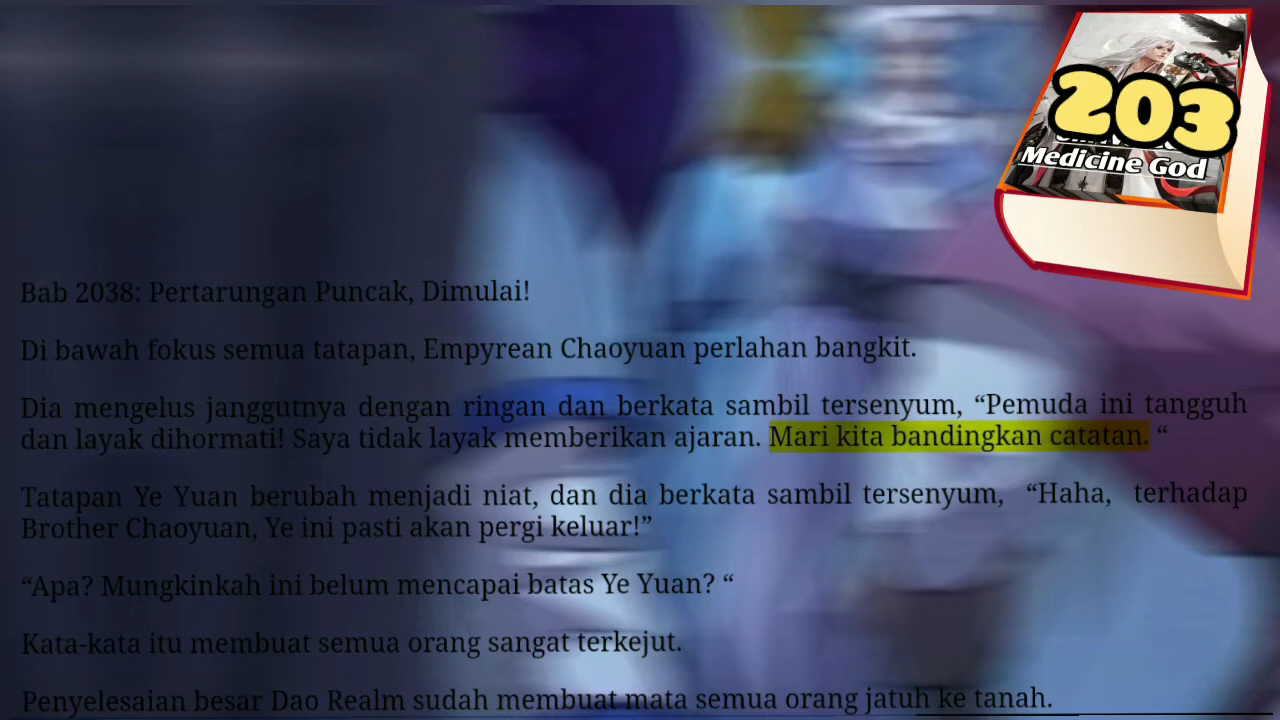 203
Medicine God
Bab 2038: Pertarungan Puncak, Dimulai!
Di bawah fokus semua tatapan, Empyrean Chaoyuan perlahan bangkit.
Dia mengelus janggutnya dengan ringan dan berkata sambil tersenyum, “Pemuda ini tangguh
dan layak dihormati! Saya tidak layak memberikan ajaran. Mari kita bandingkan catatan. “
Tatapan Ye Yuan berubah menjadi niat, dan dia berkata sambil tersenyum, “Haha, terhadap
Brother Chaoyuan, Ye ini pasti akan pergi keluar!”
“Apa? Mungkinkah ini belum mencapai batas Ye Yuan? “
Kata-kata itu membuat semua orang sangat terkejut.
Penyelesaian besar Dao Realm sudah membuat mata semua orang jatuh ke tanah.